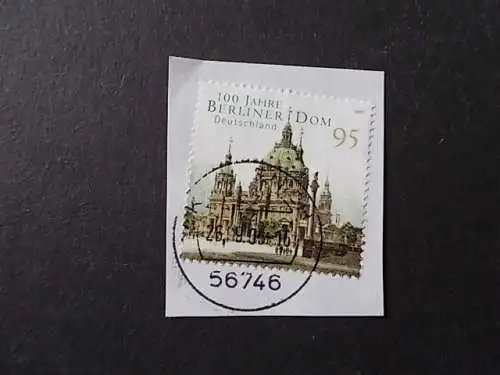 100 JAHRE
BERLINER DOM
Deutschland
95
56746